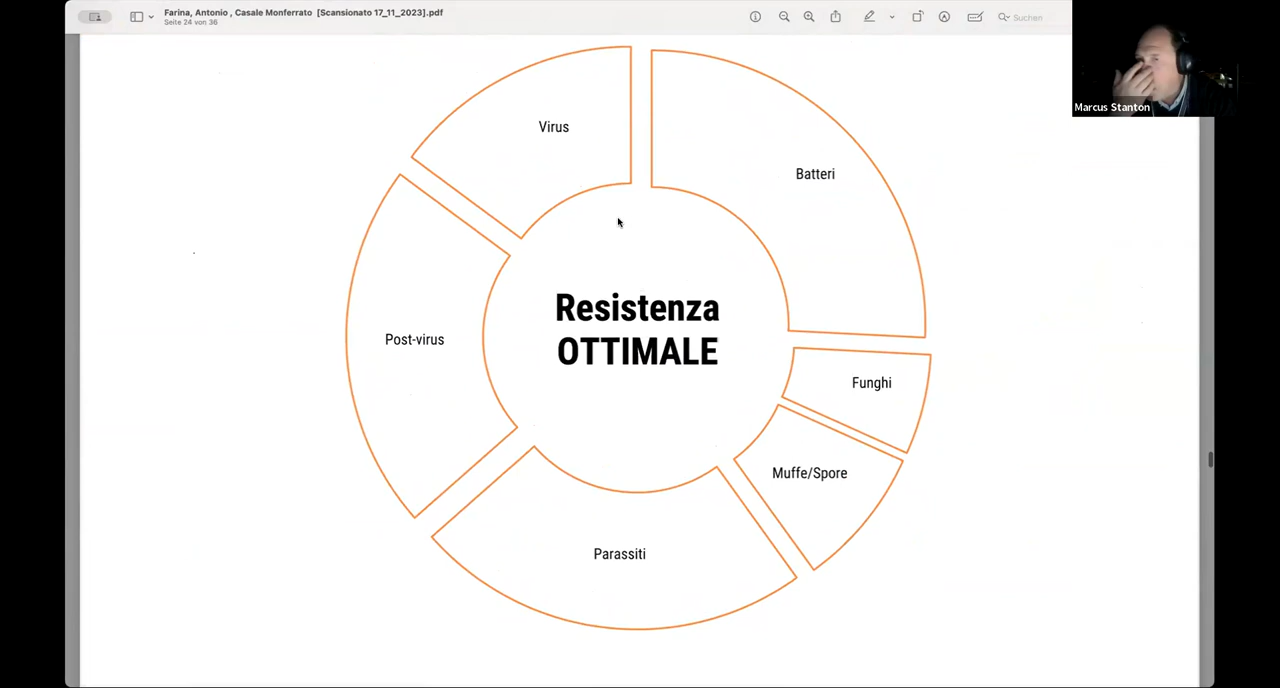 Farina, Antonio , Casale Monferrato [Scansionato 17_11_2023].pdf
Seite 24 von 36
Suchen
Marcus Stanton
Virus
Batteri
Resistenza
OTTIMALE
Post-virus
Funghi
Muffe/Spore
Parassiti